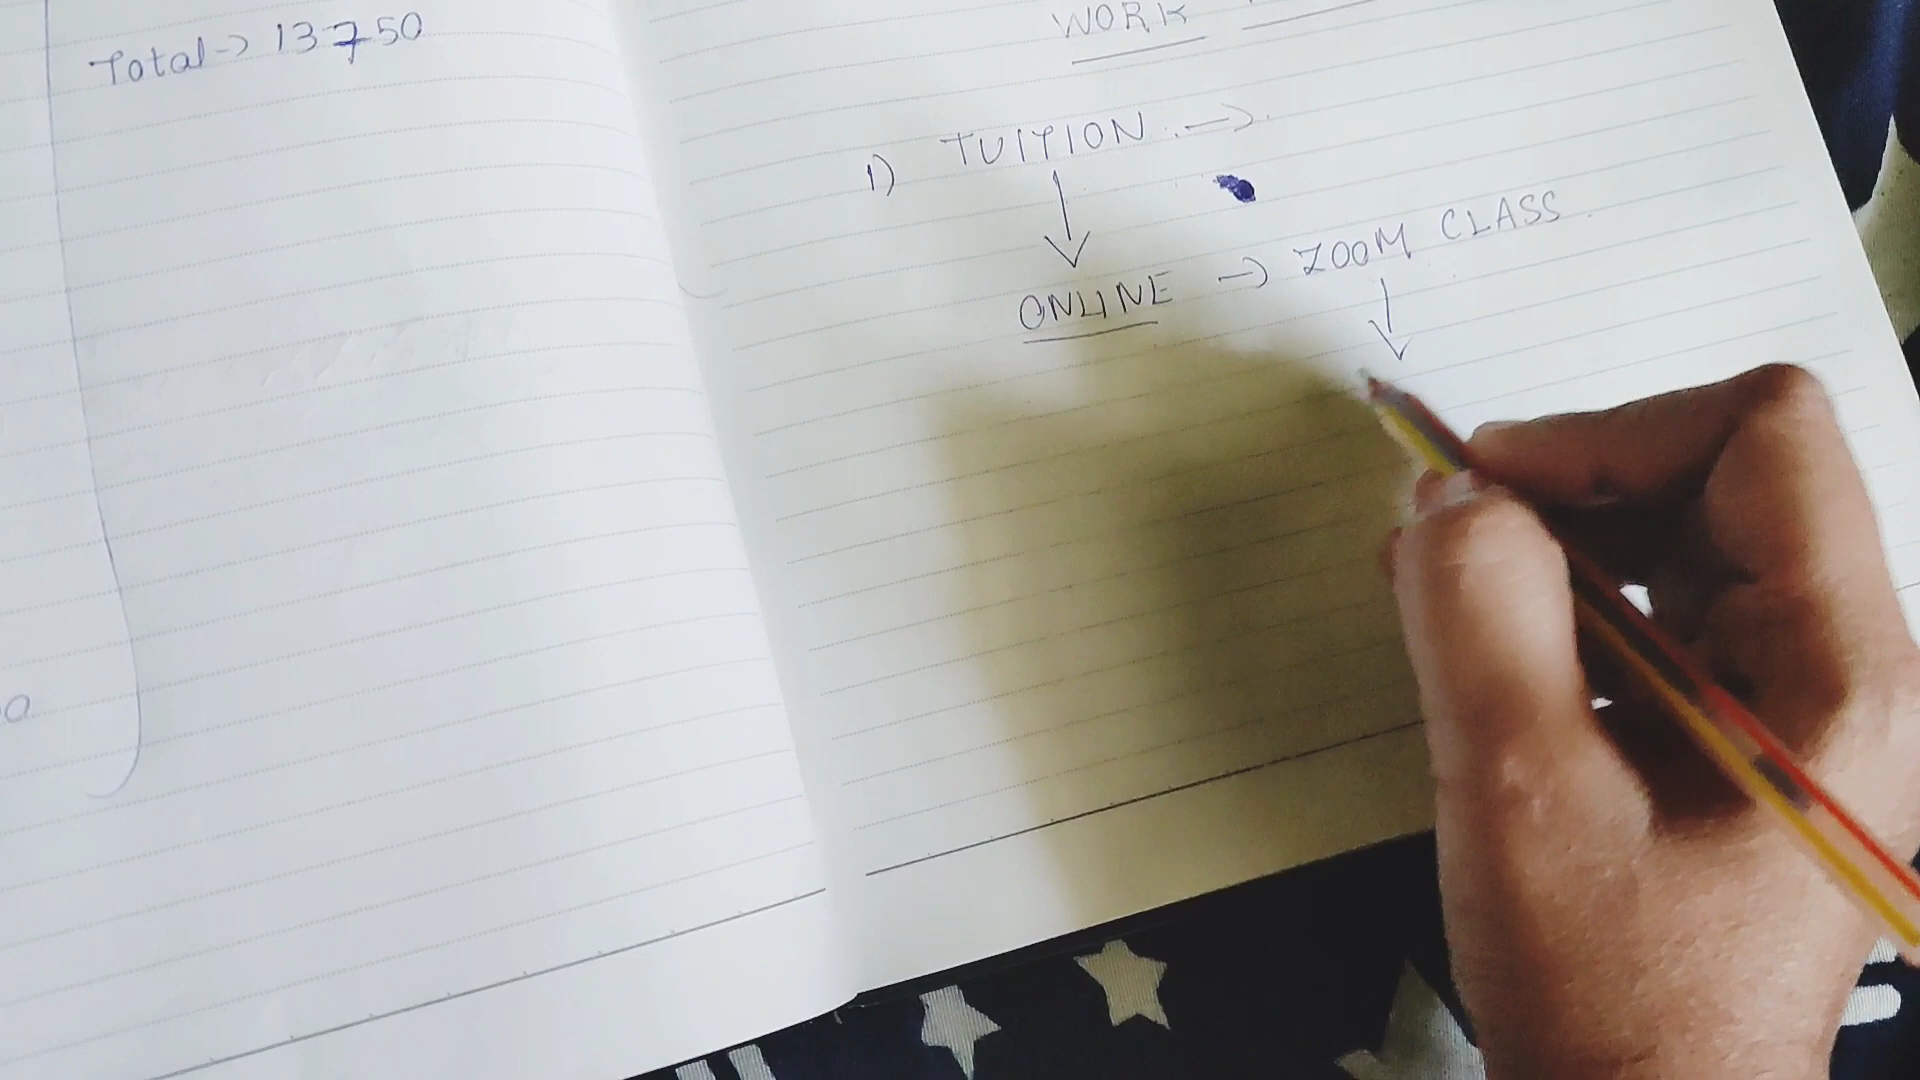 Total -> 13750
WORK
1) TUITION ->
ONLINE -> ZOOM CLASS